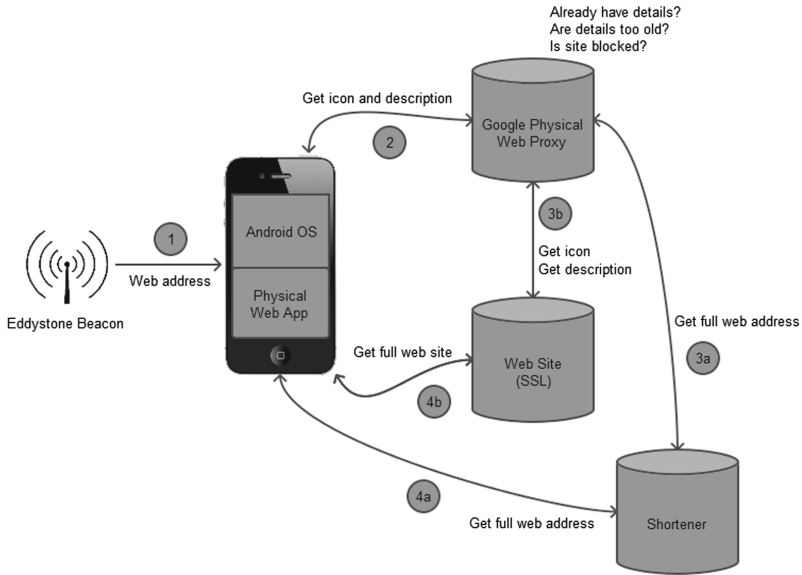 Already have details?
Are details too old?
Is site blocked?
Get icon and description
2
Google Physical
Web Proxy
1
Web address
Eddystone Beacon
Android OS
Physical
Web App
3b
Get icon
Get description
Get full web address
3a
Get full web site
4b
Web Site
(SSL)
4a
Get full web address
Shortener